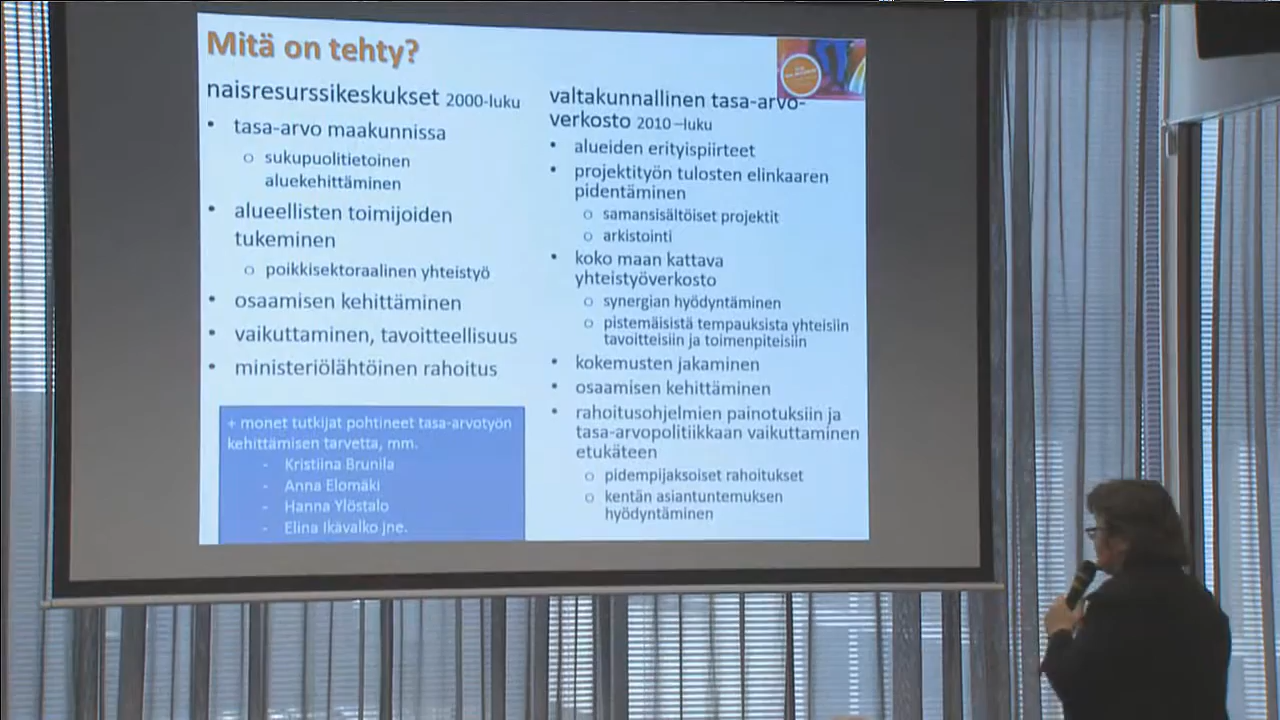 Mitä on tehty?
naisresurssikeskukset 2000-luku
• tasa-arvo maakunnissa
o sukupuolitietoinen
aluekehittäminen
• alueellisten toimijoiden
tukeminen
o poikkisektoraalinen yhteistyö
• osaamisen kehittäminen
• vaikuttaminen, tavoitteellisuus
• ministeriölähtöinen rahoitus
+ monet tutkijat pohtineet tasa-arvotyön
kehittämisen tarvetta, mm.
- Kristiina Brunila
- Anna Elomäki
- Hanna Ylöstalo
- Elina Ikävalko jne.
valtakunnallinen tasa-arvo-
verkosto 2010–luku
• alueiden erityispiirteet
• projektityön tulosten elinkaaren
pidentäminen
o samansisältöiset projektit
o arkistointi
• koko maan kattava
yhteistyöverkosto
o synergian hyödyntäminen
o pistemäisistä tempauksista yhteisiin
tavoitteisiin ja toimenpiteisiin
• kokemusten jakaminen
• osaamisen kehittäminen
• rahoitusohjelmien painotuksiin ja
tasa-arvopolitiikkaan vaikuttaminen
etukäteen
o pidempijaksoiset rahoitukset
o kentän asiantuntemuksen
hyödyntäminen